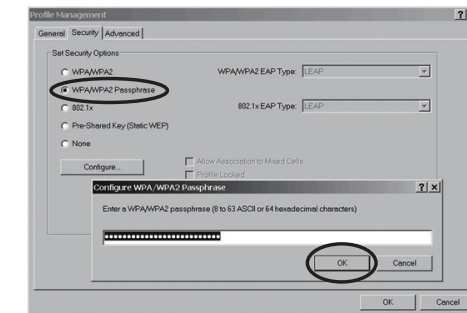 Profile Management
?
General Security Advanced
Set Security Options
WPA/WPA2
WPA/WPA2 EAP Type: LEAP
WPA/WPA2 Passphrase
802.1x
802.1x EAP Type: LEAP
Pre-Shared Key (Static WEP)
None
Configure...
Allow Association to Mixed Cells
Profile Locked
Configure WPA/WPA2 Passphrase
? x
Enter a WPA/WPA2 passphrase (8 to 63 ASCII or 64 hexadecimal characters)
OK Cancel
OK Cancel